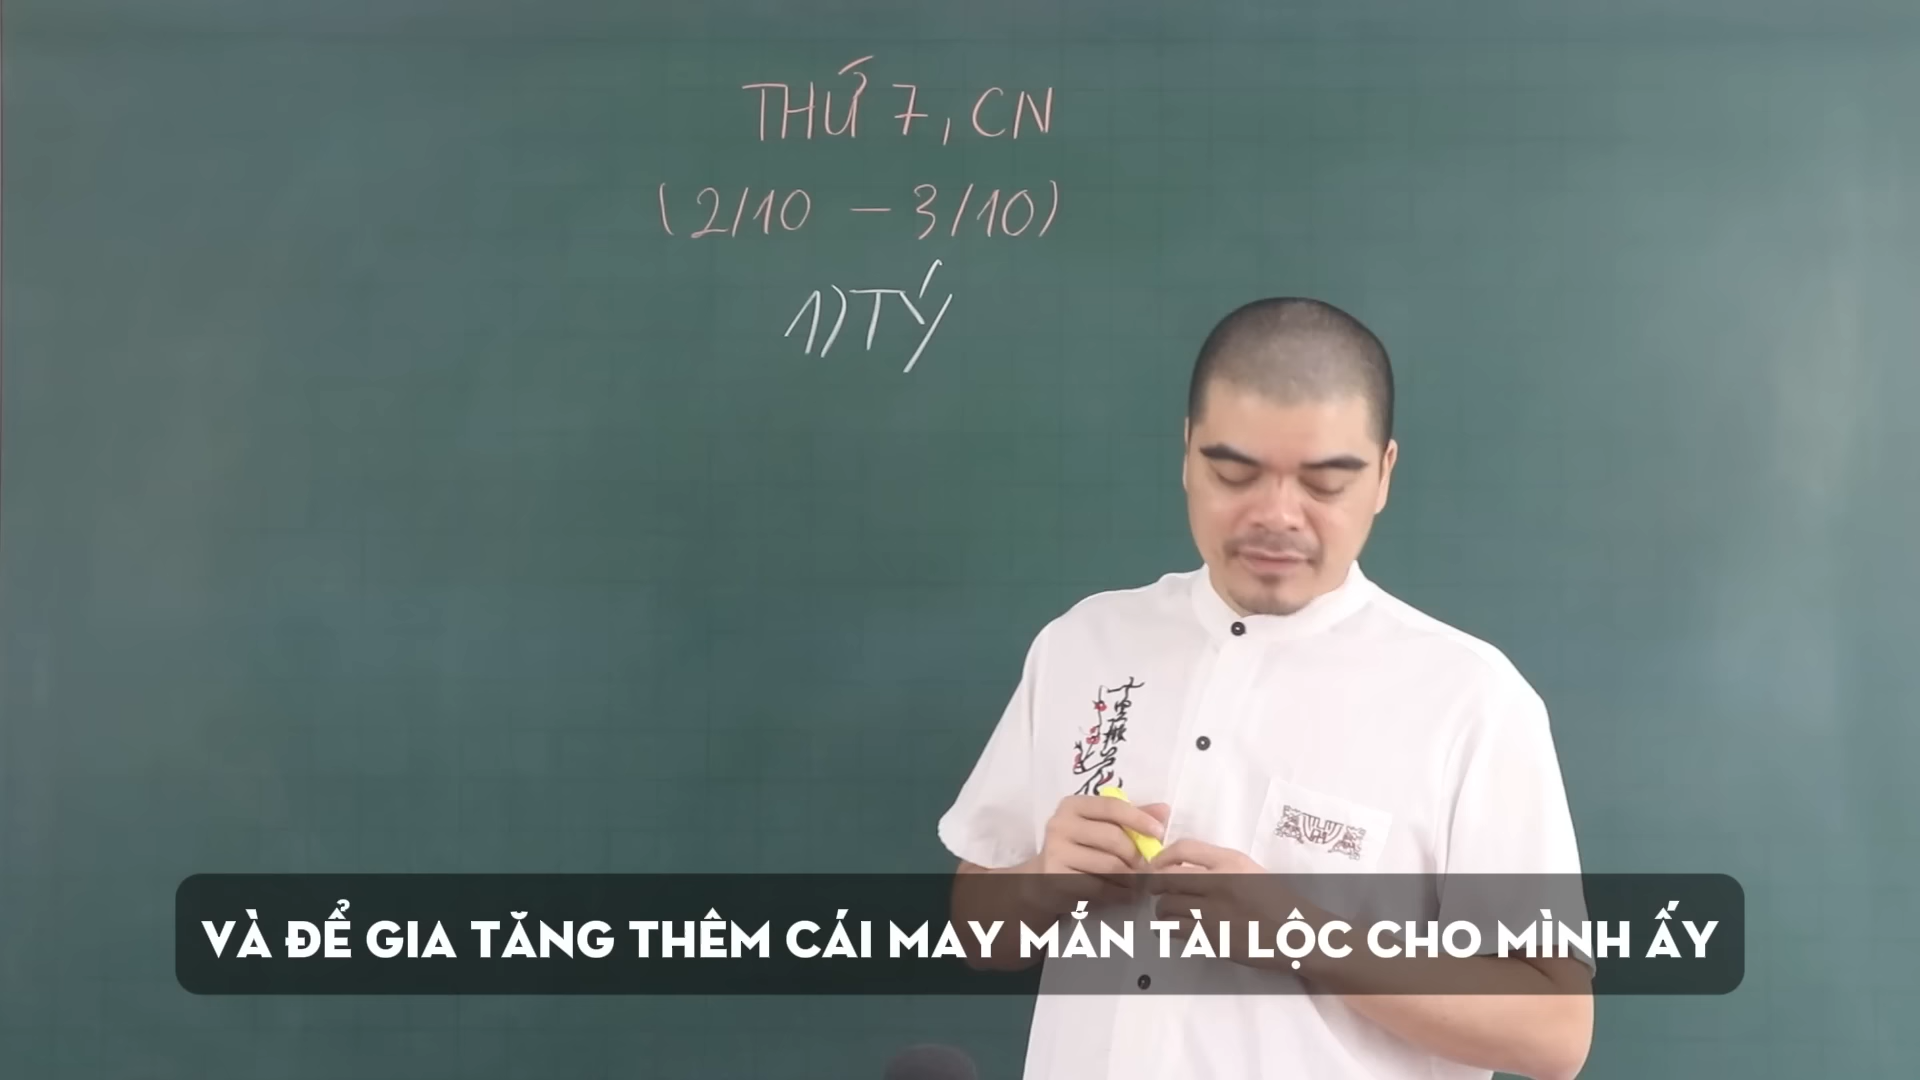 THỨ 7, CN
(2/10 – 3/10)
1) TÝ
VÀ ĐỂ GIA TĂNG THÊM CÁI MAY MẮN TÀI LỘC CHO MÌNH ẤY